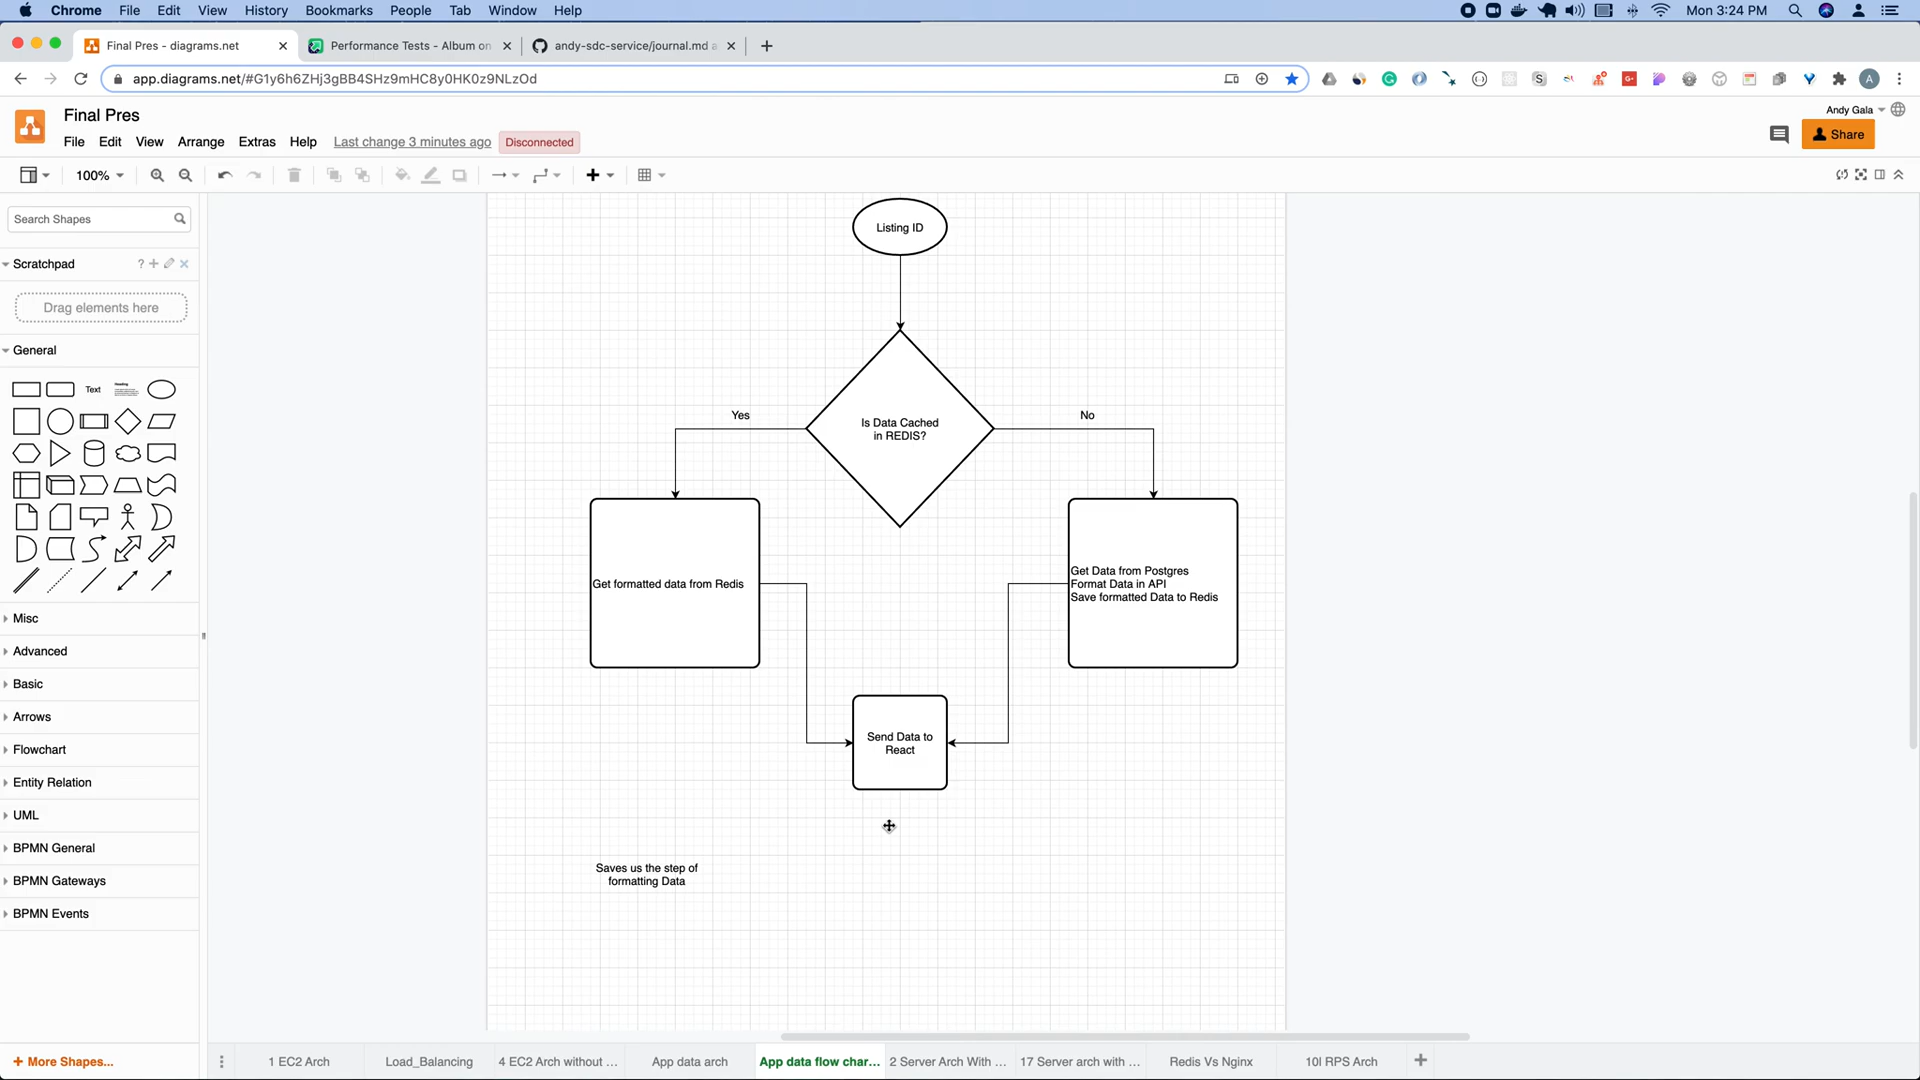 Chrome File Edit View History Bookmarks People Tab Window Help
Mon 3:24 PM
Final Pres - diagrams.net
Performance Tests - Album on
andy-sdc-service/journal.md a
app.diagrams.net/#G1y6h6ZHj3gBB4SHz9mHC8y0HK0z9NLzOd
Final Pres
Andy Gala
File Edit View Arrange Extras Help Last change 3 minutes ago Disconnected
Share
100%
Search Shapes
Scratchpad
?
Drag elements here
General
Text
Heading
Misc
Advanced
Basic
Arrows
Flowchart
Entity Relation
UML
BPMN General
BPMN Gateways
BPMN Events
+ More Shapes...
Listing ID
Is Data Cached
in REDIS?
Yes
No
Get formatted data from Redis
Get Data from Postgres
Format Data in API
Save formatted Data to Redis
Send Data to
React
Saves us the step of
formatting Data
1 EC2 Arch
Load_Balancing
4 EC2 Arch without ...
App data arch
App data flow char...
2 Server Arch With ...
17 Server arch with ...
Redis Vs Nginx
10l RPS Arch